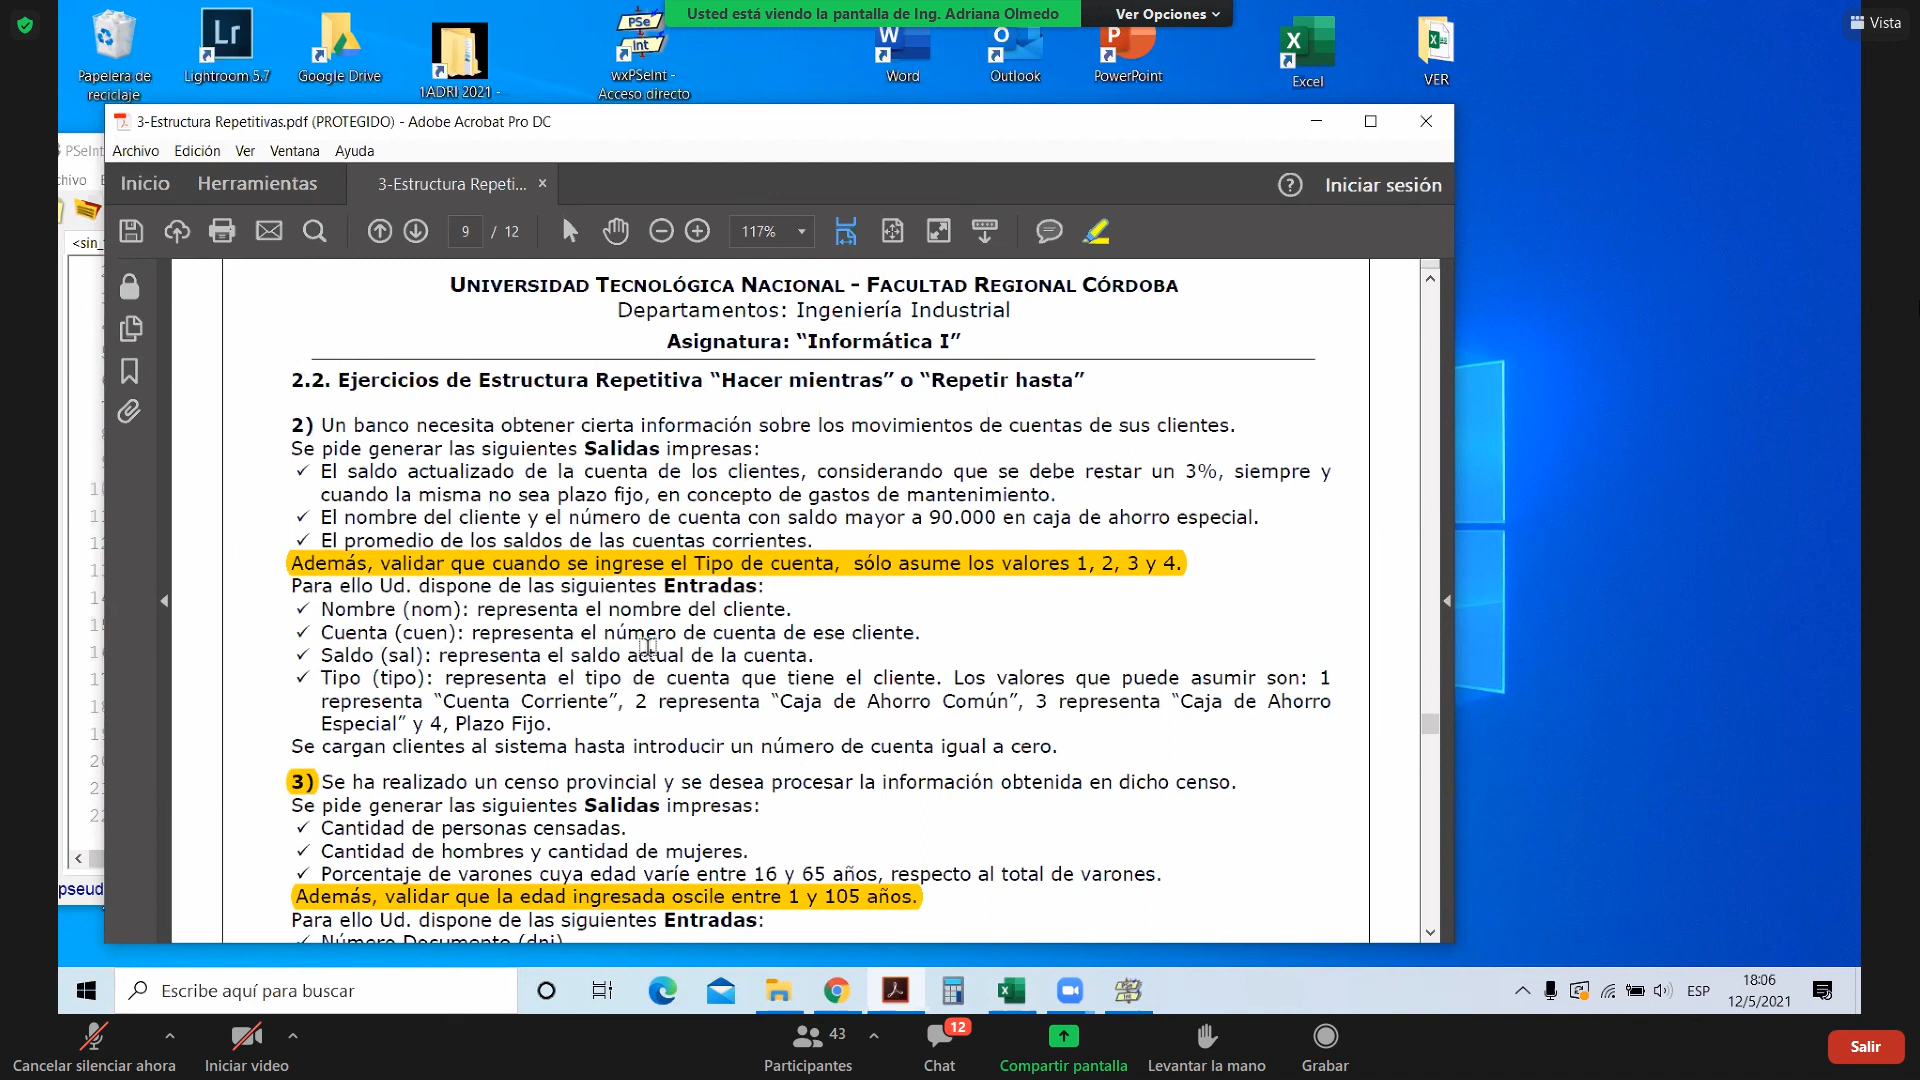 Usted está viendo la pantalla de Ing. Adriana Olmedo
Ver Opciones
Vista
Papelera de reciclaje
Lightroom 5.7
Google Drive
1ADRI 2021 -
wxPSeInt - Acceso directo
Word
Outlook
PowerPoint
Excel
VER
3-Estructura Repetitivas.pdf (PROTEGIDO) - Adobe Acrobat Pro DC
PSeInt
Archivo Edición Ver Ventana Ayuda
chivo
Inicio Herramientas 3-Estructura Repeti... × Iniciar sesión
9 / 12 117%
<sin_
UNIVERSIDAD TECNOLÓGICA NACIONAL - FACULTAD REGIONAL CÓRDOBA
Departamentos: Ingeniería Industrial
Asignatura: “Informática I”
2.2. Ejercicios de Estructura Repetitiva “Hacer mientras” o “Repetir hasta”
2) Un banco necesita obtener cierta información sobre los movimientos de cuentas de sus clientes.
Se pide generar las siguientes Salidas impresas:
✓ El saldo actualizado de la cuenta de los clientes, considerando que se debe restar un 3%, siempre y
cuando la misma no sea plazo fijo, en concepto de gastos de mantenimiento.
✓ El nombre del cliente y el número de cuenta con saldo mayor a 90.000 en caja de ahorro especial.
✓ El promedio de los saldos de las cuentas corrientes.
Además, validar que cuando se ingrese el Tipo de cuenta, sólo asume los valores 1, 2, 3 y 4.
Para ello Ud. dispone de las siguientes Entradas:
✓ Nombre (nom): representa el nombre del cliente.
✓ Cuenta (cuen): representa el número de cuenta de ese cliente.
✓ Saldo (sal): representa el saldo actual de la cuenta.
✓ Tipo (tipo): representa el tipo de cuenta que tiene el cliente. Los valores que puede asumir son: 1
representa “Cuenta Corriente”, 2 representa “Caja de Ahorro Común”, 3 representa “Caja de Ahorro
Especial” y 4, Plazo Fijo.
Se cargan clientes al sistema hasta introducir un número de cuenta igual a cero.
3) Se ha realizado un censo provincial y se desea procesar la información obtenida en dicho censo.
Se pide generar las siguientes Salidas impresas:
✓ Cantidad de personas censadas.
✓ Cantidad de hombres y cantidad de mujeres.
✓ Porcentaje de varones cuya edad varíe entre 16 y 65 años, respecto al total de varones.
Además, validar que la edad ingresada oscile entre 1 y 105 años.
Para ello Ud. dispone de las siguientes Entradas:
✓ Número Documento (dni)
pseud
Escribe aquí para buscar
ESP
18:06
12/5/2021
Cancelar silenciar ahora
Iniciar video
43
Participantes
12
Chat
Compartir pantalla
Levantar la mano
Grabar
Salir